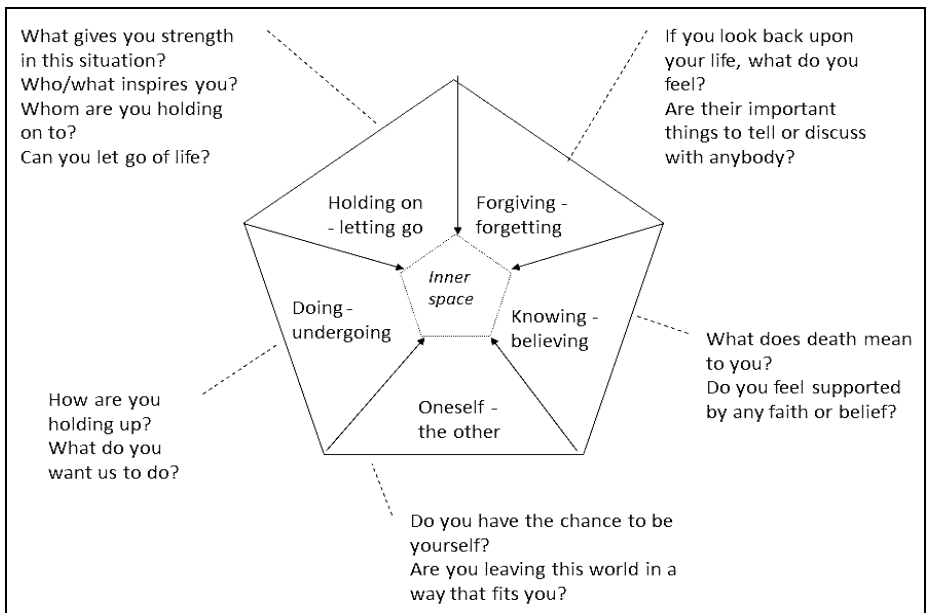 What gives you strength
in this situation?
Who/what inspires you?
Whom are you holding
on to?
Can you let go of life?
If you look back upon
your life, what do you
feel?
Are their important
things to tell or discuss
with anybody?
Holding on
- letting go
Forgiving -
forgetting
Inner
space
Doing -
undergoing
Knowing -
believing
Oneself -
the other
What does death mean
to you?
Do you feel supported
by any faith or belief?
How are you
holding up?
What do you
want us to do?
Do you have the chance to be
yourself?
Are you leaving this world in a
way that fits you?